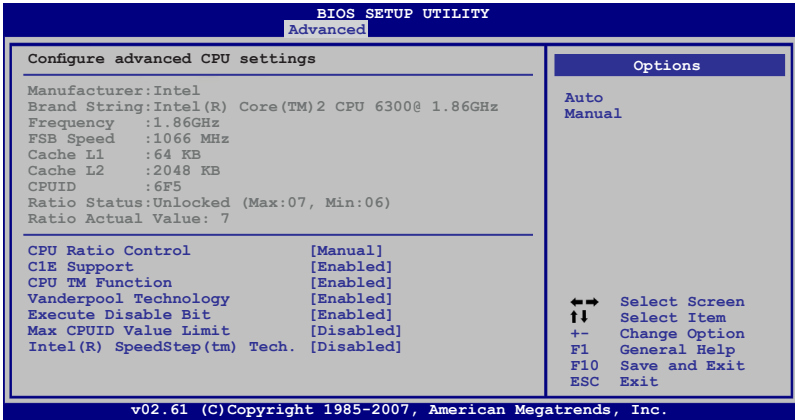 BIOS SETUP UTILITY
Advanced
Configure advanced CPU settings
Manufacturer:Intel
Brand String:Intel(R) Core(TM)2 CPU 6300@ 1.86GHz
Frequency :1.86GHz
FSB Speed :1066 MHz
Cache L1 :64 KB
Cache L2 :2048 KB
CPUID :6F5
Ratio Status:Unlocked (Max:07, Min:06)
Ratio Actual Value: 7
CPU Ratio Control [Manual]
C1E Support [Enabled]
CPU TM Function [Enabled]
Vanderpool Technology [Enabled]
Execute Disable Bit [Enabled]
Max CPUID Value Limit [Disabled]
Intel(R) SpeedStep(tm) Tech. [Disabled]
Options
Auto
Manual
←→ Select Screen
↑↓ Select Item
+- Change Option
F1 General Help
F10 Save and Exit
ESC Exit
v02.61 (C)Copyright 1985-2007, American Megatrends, Inc.